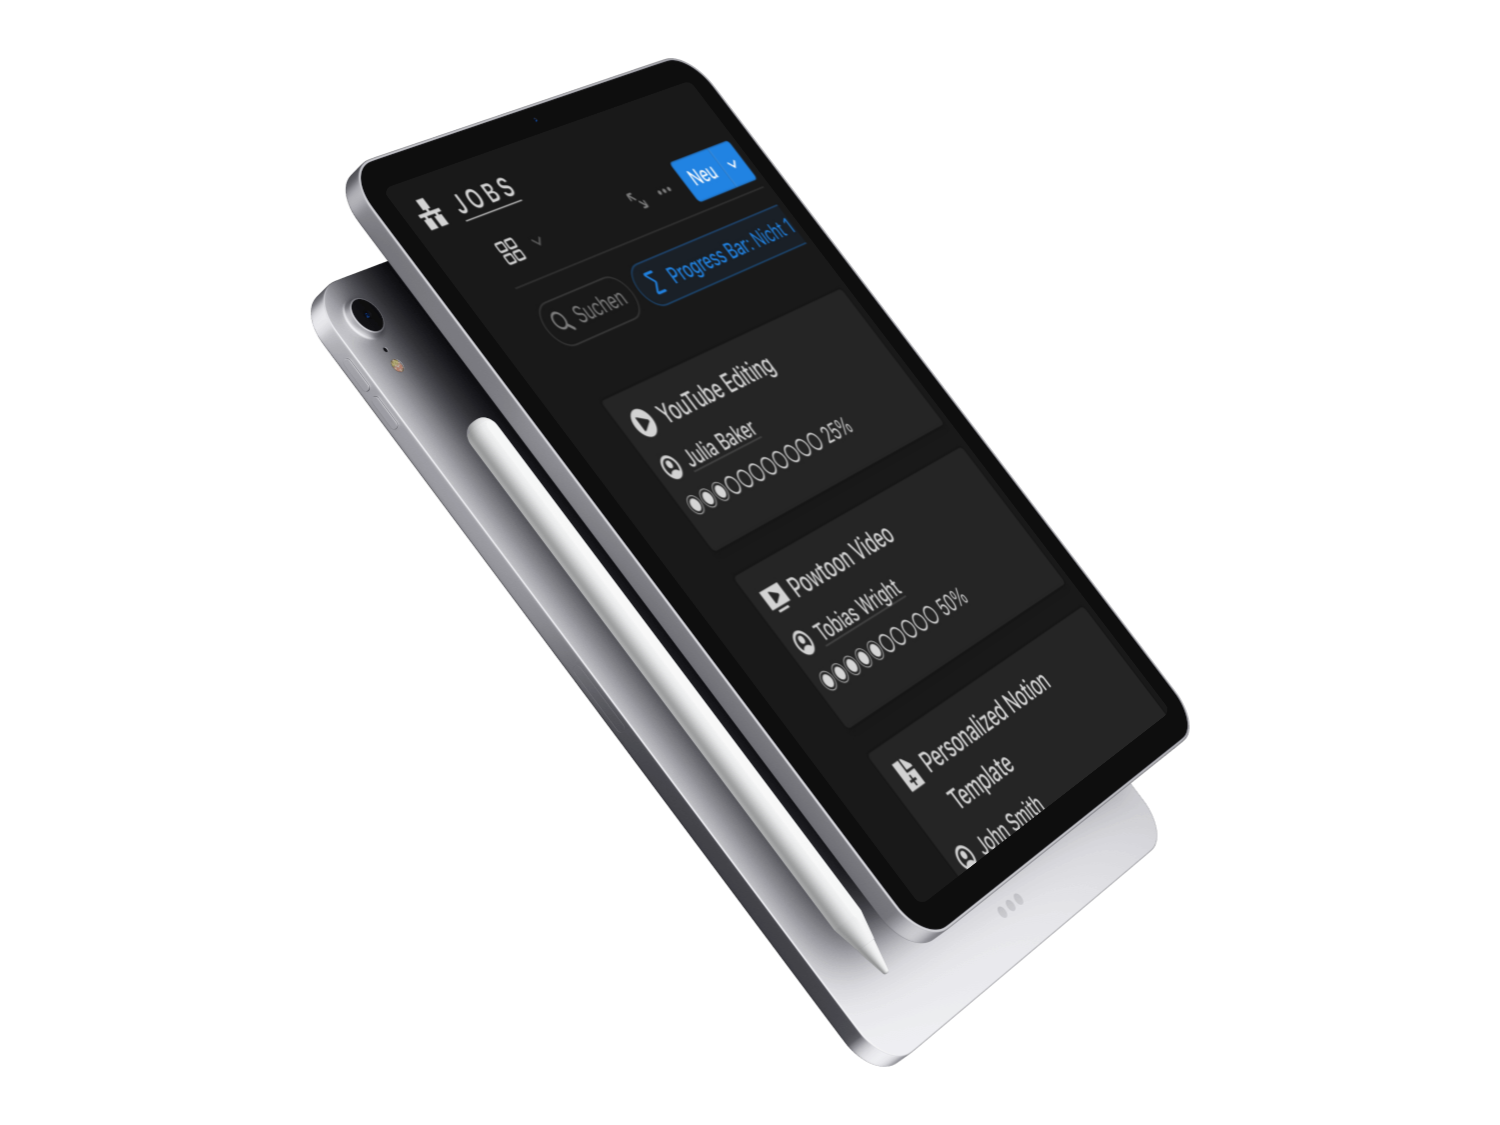 JOBS
Neu
Suchen
Progress Bar: Nicht 1
YouTube Editing
Julia Baker
●●●○○○○○○○○ 25%
Powtoon Video
Tobias Wright
●●●●●○○○○○ 50%
Personalized Notion
Template
John Smith